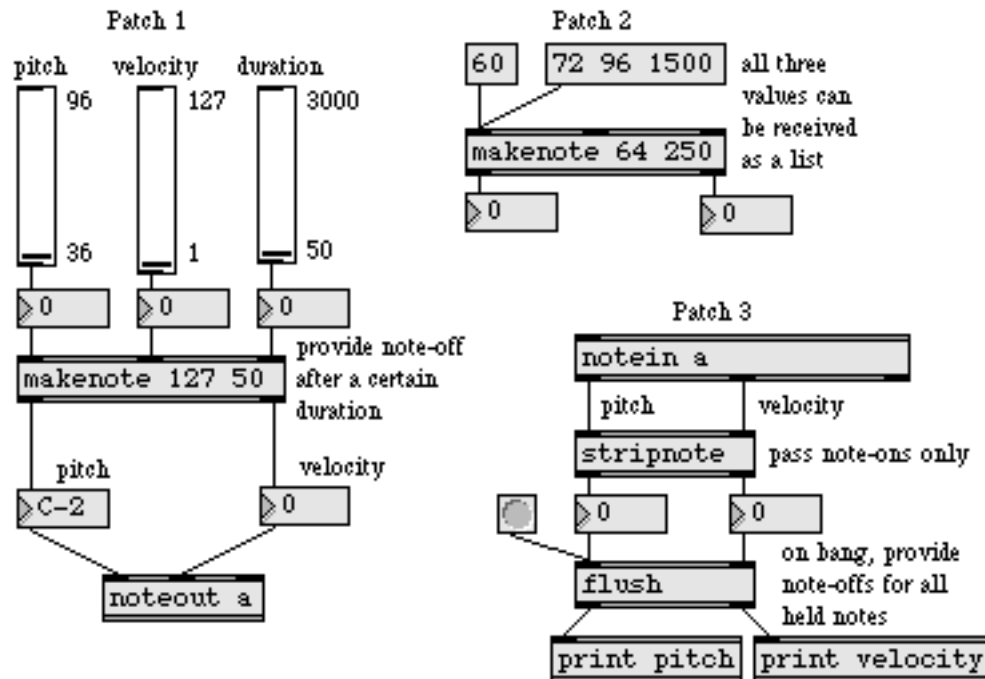 Patch 1
pitch velocity duration
96 127 3000
36 1 50
0 0 0
makenote 127 50
provide note-off
after a certain
duration
pitch velocity
C-2 0
noteout a
Patch 2
60 72 96 1500
all three
values can
be received
as a list
makenote 64 250
0 0
Patch 3
notein a
pitch velocity
stripnote
pass note-ons only
0 0
flush
on bang, provide
note-offs for all
held notes
print pitch print velocity